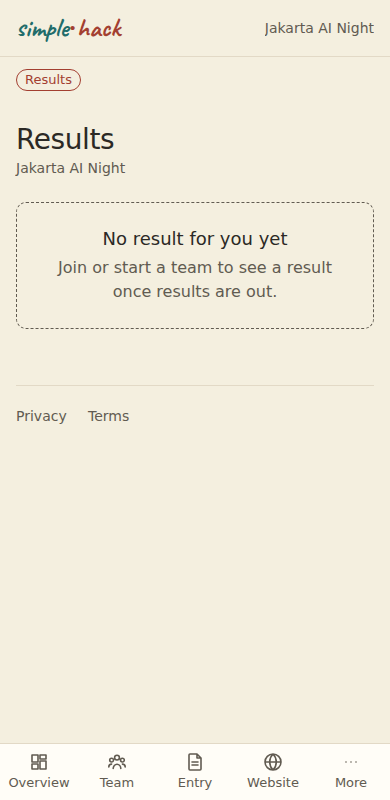 simple·hack
Jakarta AI Night
Results
Results
Jakarta AI Night
No result for you yet
Join or start a team to see a result
once results are out.
Privacy Terms
Overview Team Entry Website More